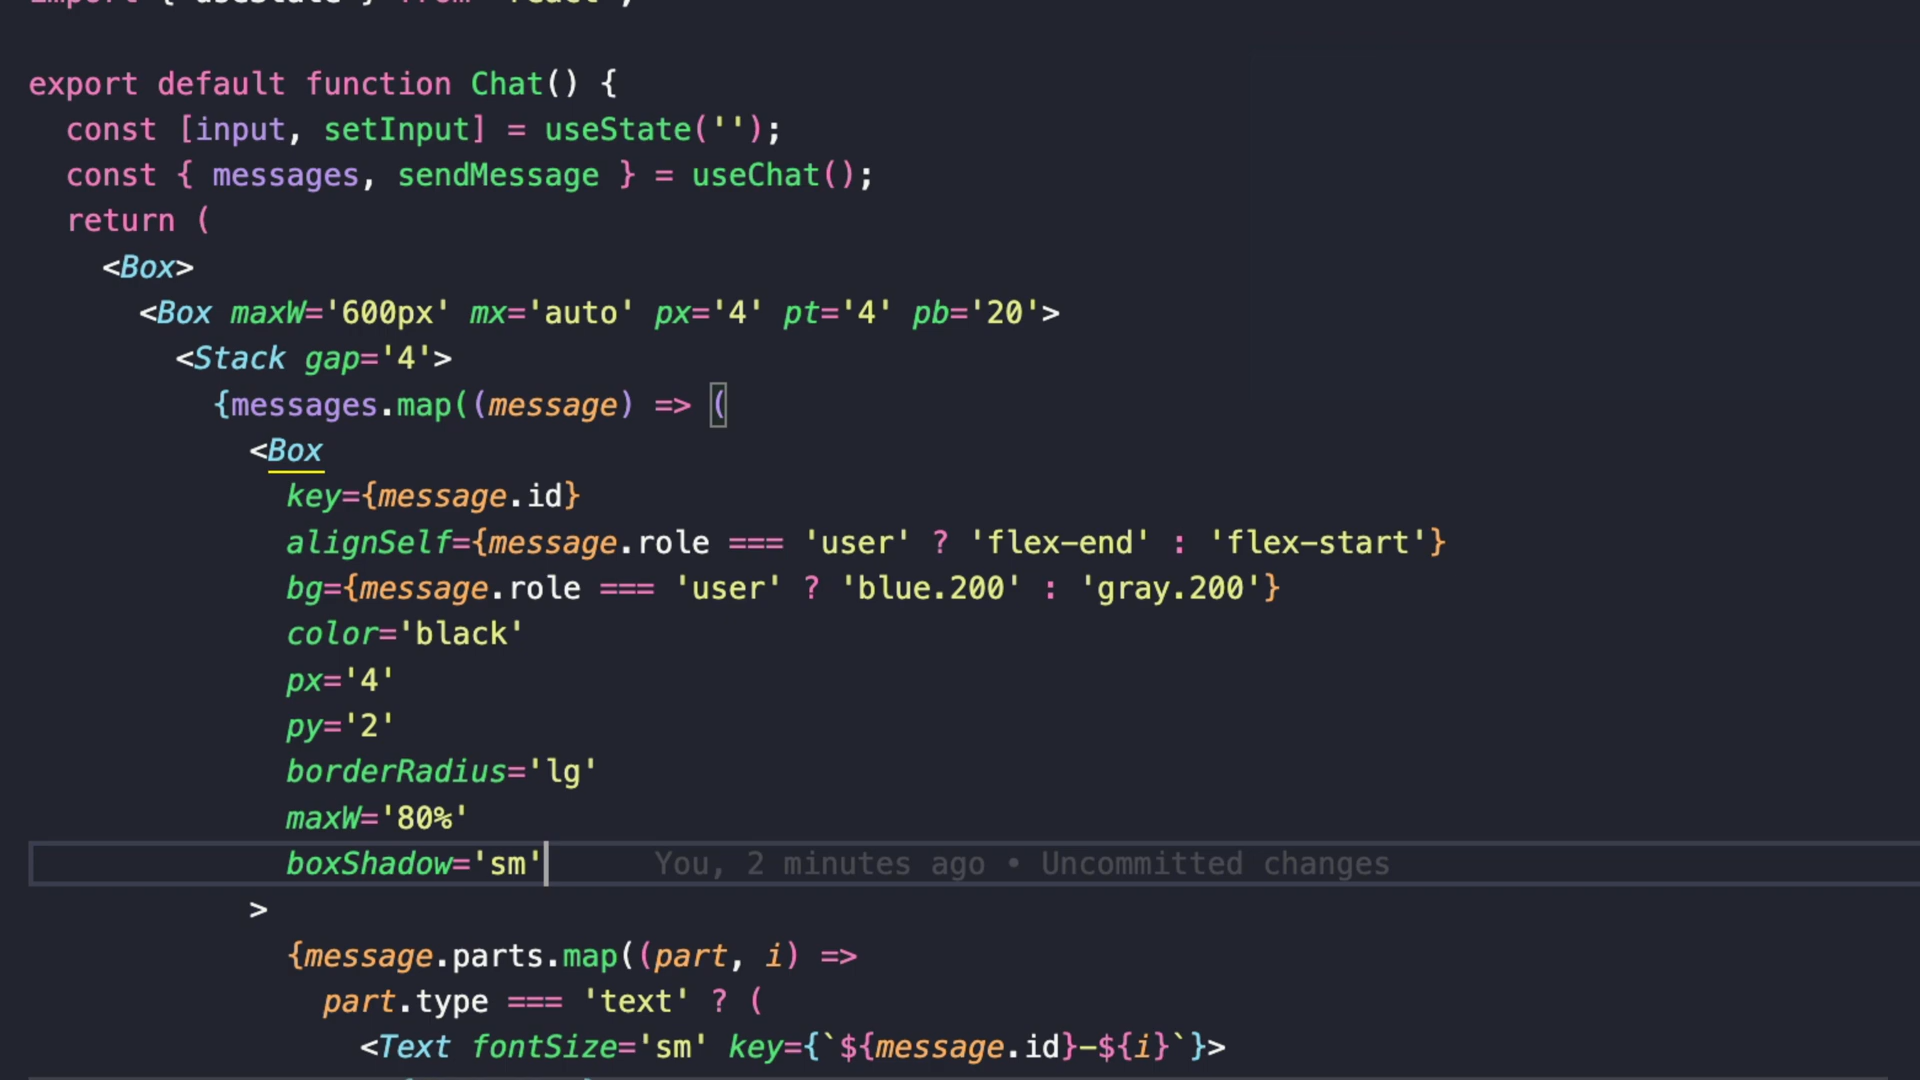 import { useState } from 'react';
export default function Chat() {
const [input, setInput] = useState('');
const { messages, sendMessage } = useChat();
return (
<Box>
<Box maxW='600px' mx='auto' px='4' pt='4' pb='20'>
<Stack gap='4'>
{messages.map((message) => (
<Box
key={message.id}
alignSelf={message.role === 'user' ? 'flex-end' : 'flex-start'}
bg={message.role === 'user' ? 'blue.200' : 'gray.200'}
color='black'
px='4'
py='2'
borderRadius='lg'
maxW='80%'
boxShadow='sm' You, 2 minutes ago • Uncommitted changes
>
{message.parts.map((part, i) =>
part.type === 'text' ? (
<Text fontSize='sm' key={`${message.id}-${i}`}>